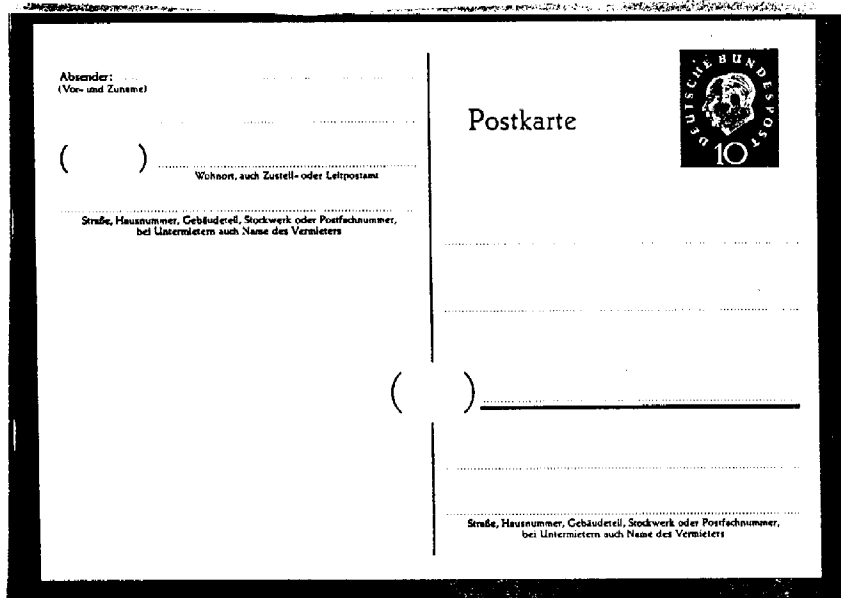 Absender:
(Vor- und Zuname)
( )
Wohnort, auch Zustell- oder Leitpostamt
Straße, Hausnummer, Gebäudeteil, Stockwerk oder Postfachnummer,
bei Untermietern auch Name des Vermieters
Postkarte
DEUTSCHE BUNDESPOST
10
( )
Straße, Hausnummer, Gebäudeteil, Stockwerk oder Postfachnummer,
bei Untermietern auch Name des Vermieters